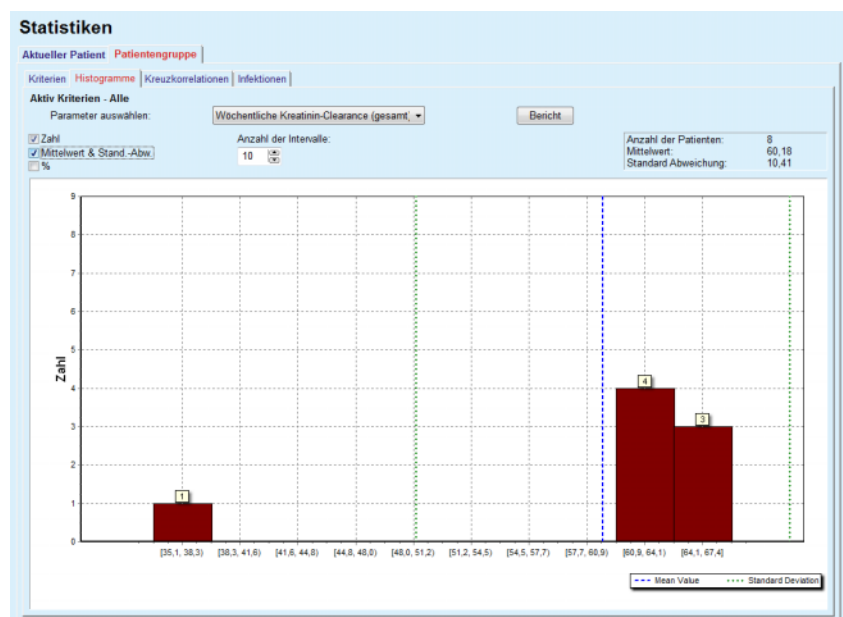 Statistiken
Aktueller Patient Patientengruppe
Kriterien Histogramme Kreuzkorrelationen Infektionen
Aktiv Kriterien - Alle
Parameter auswählen: Wöchentliche Kreatinin-Clearance (gesamt; Bericht
Zahl Anzahl der Intervalle: Anzahl der Patienten: 8
Mittelwert & Stand.-Abw. 10 Mittelwert: 60,18
% Standard Abweichung: 10,41
9
8
7
6
5
Zahl
4
4
3
3
2
1
1
0
[35,1, 38,3) [38,3, 41,6) [41,6, 44,8) [44,8, 48,0) [48,0, 51,2) [51,2, 54,5) [54,5, 57,7) [57,7, 60,9) [60,9, 64,1) [64,1, 67,4]
Mean Value Standard Deviation